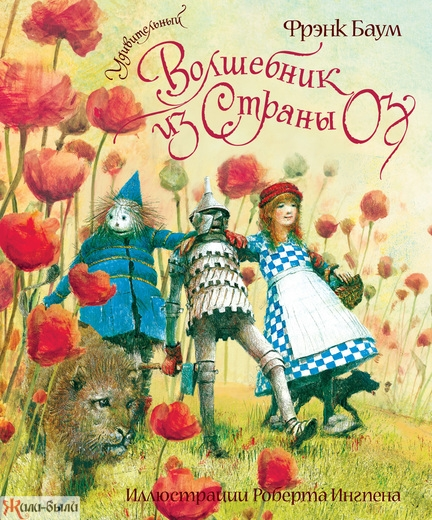 Фрэнк Баум
Удивительный
Волшебник
из Страны Оз
Иллюстрации Роберта Ингпена
Жили-были